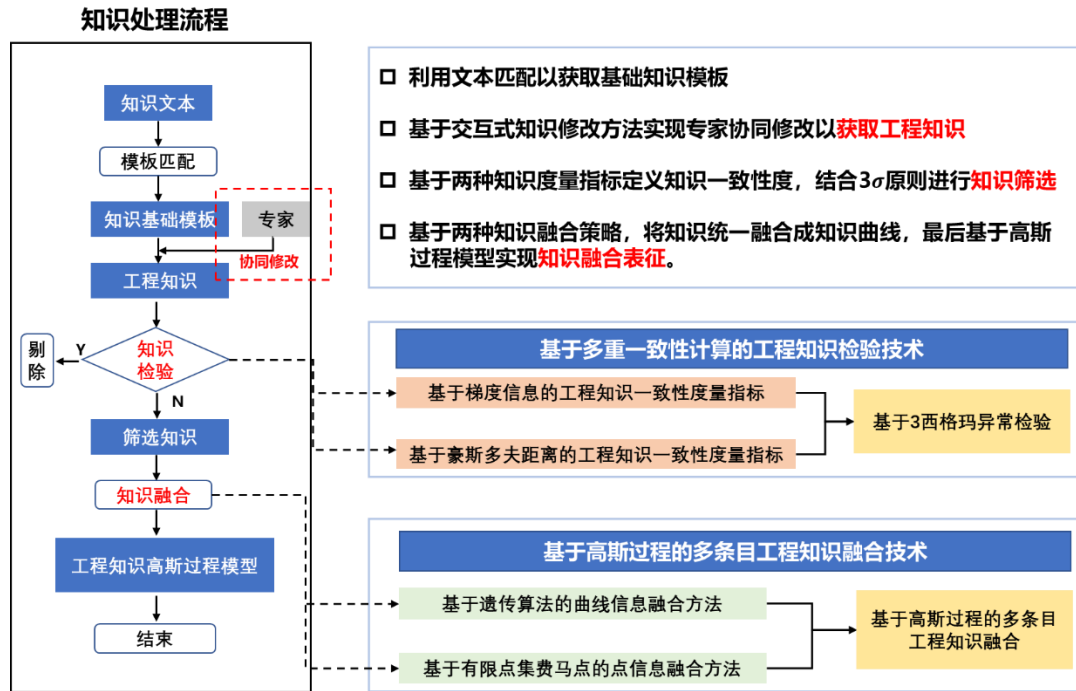 知识处理流程
知识文本
模板匹配
知识基础模板
专家
协同修改
工程知识
知识
检验
Y
剔
除
N
筛选知识
知识融合
工程知识高斯过程模型
结束
利用文本匹配以获取基础知识模板
基于交互式知识修改方法实现专家协同修改以获取工程知识
基于两种知识度量指标定义知识一致性度，结合3σ原则进行知识筛选
基于两种知识融合策略，将知识统一融合成知识曲线，最后基于高斯
过程模型实现知识融合表征。
基于多重一致性计算的工程知识检验技术
基于梯度信息的工程知识一致性度量指标
基于豪斯多夫距离的工程知识一致性度量指标
基于3西格玛异常检验
基于高斯过程的多条目工程知识融合技术
基于遗传算法的曲线信息融合方法
基于有限点集费马点的点信息融合方法
基于高斯过程的多条目
工程知识融合